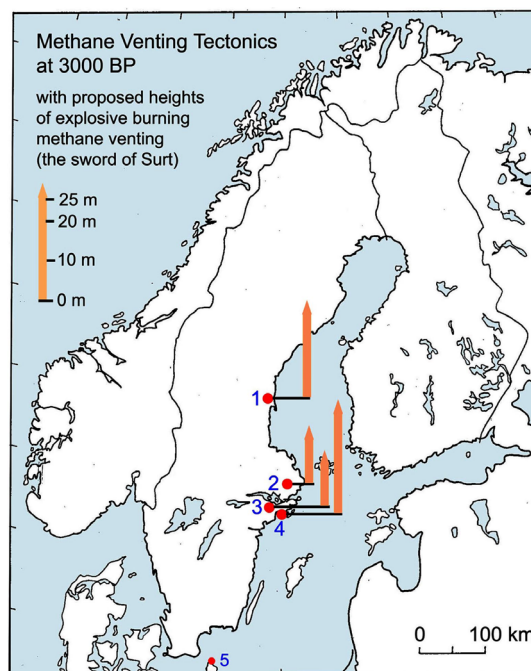 Methane Venting Tectonics
at 3000 BP
with proposed heights
of explosive burning
methane venting
(the sword of Surt)
25 m
20 m
10 m
0 m
1
2
3
4
5
0 100 km